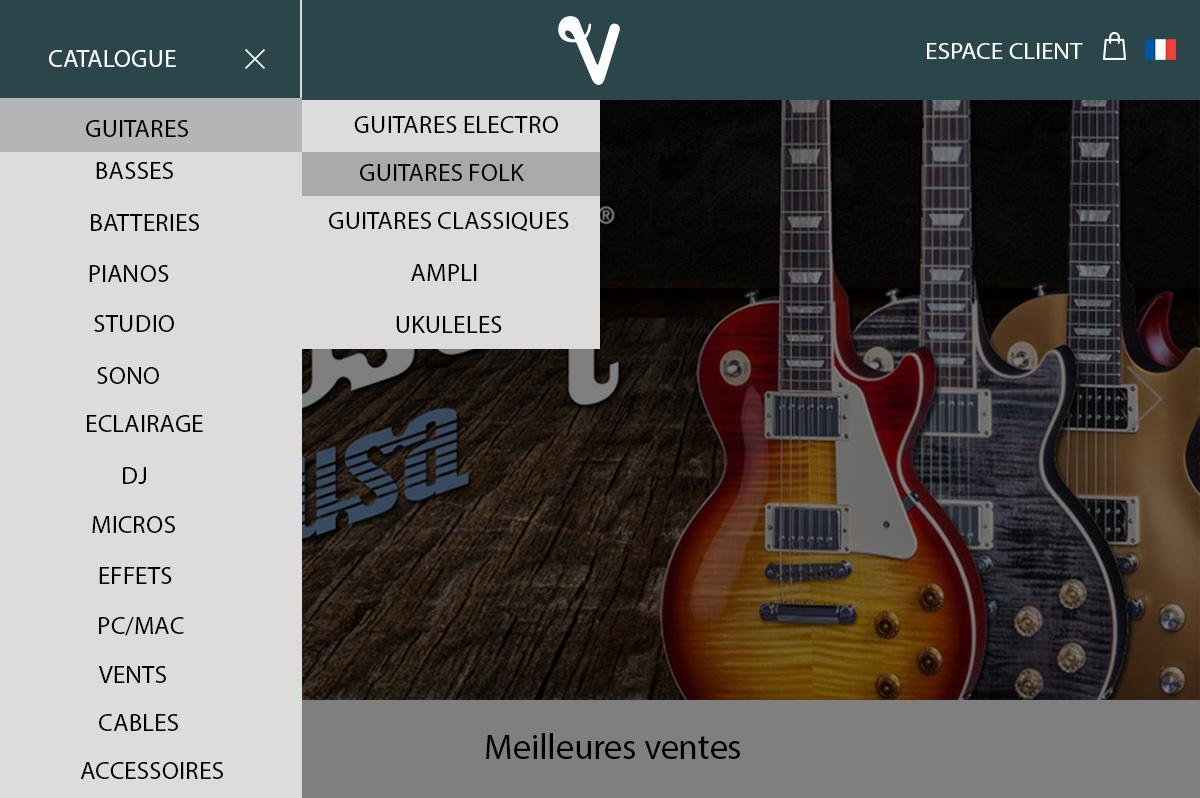 CATALOGUE
V
ESPACE CLIENT
GUITARES
BASSES
BATTERIES
PIANOS
STUDIO
SONO
ECLAIRAGE
DJ
MICROS
EFFETS
PC/MAC
VENTS
CABLES
ACCESSOIRES
GUITARES ELECTRO
GUITARES FOLK
GUITARES CLASSIQUES
AMPLI
UKULELES
®
usa
Meilleures ventes